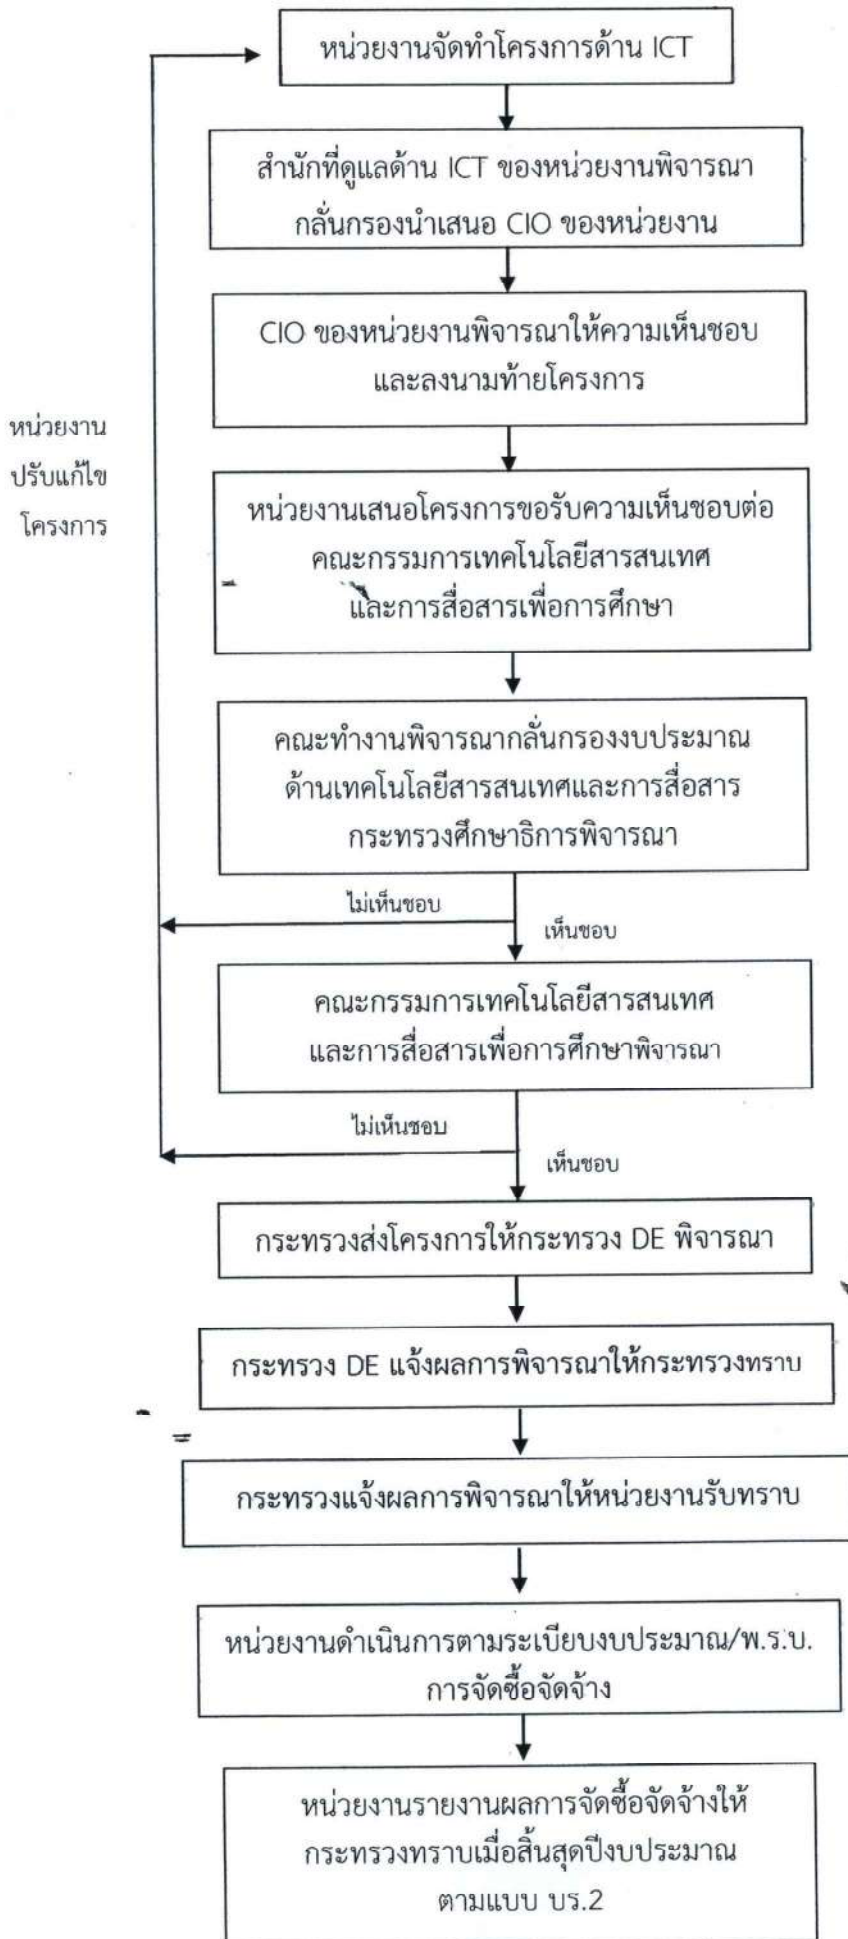 หน่วยงานจัดทำโครงการด้าน ICT
สำนักที่ดูแลด้าน ICT ของหน่วยงานพิจารณา
กลั่นกรองนำเสนอ CIO ของหน่วยงาน
CIO ของหน่วยงานพิจารณาให้ความเห็นชอบ
และลงนามท้ายโครงการ
หน่วยงาน
ปรับแก้ไข
โครงการ
หน่วยงานเสนอโครงการขอรับความเห็นชอบต่อ
คณะกรรมการเทคโนโลยีสารสนเทศ
และการสื่อสารเพื่อการศึกษา
คณะทำงานพิจารณากลั่นกรองงบประมาณ
ด้านเทคโนโลยีสารสนเทศและการสื่อสาร
กระทรวงศึกษาธิการพิจารณา
ไม่เห็นชอบ
เห็นชอบ
คณะกรรมการเทคโนโลยีสารสนเทศ
และการสื่อสารเพื่อการศึกษาพิจารณา
ไม่เห็นชอบ
เห็นชอบ
กระทรวงส่งโครงการให้กระทรวง DE พิจารณา
กระทรวง DE แจ้งผลการพิจารณาให้กระทรวงทราบ
กระทรวงแจ้งผลการพิจารณาให้หน่วยงานรับทราบ
หน่วยงานดำเนินการตามระเบียบงบประมาณ/พ.ร.บ.
การจัดซื้อจัดจ้าง
หน่วยงานรายงานผลการจัดซื้อจัดจ้างให้
กระทรวงทราบเมื่อสิ้นสุดปีงบประมาณ
ตามแบบ บร.2